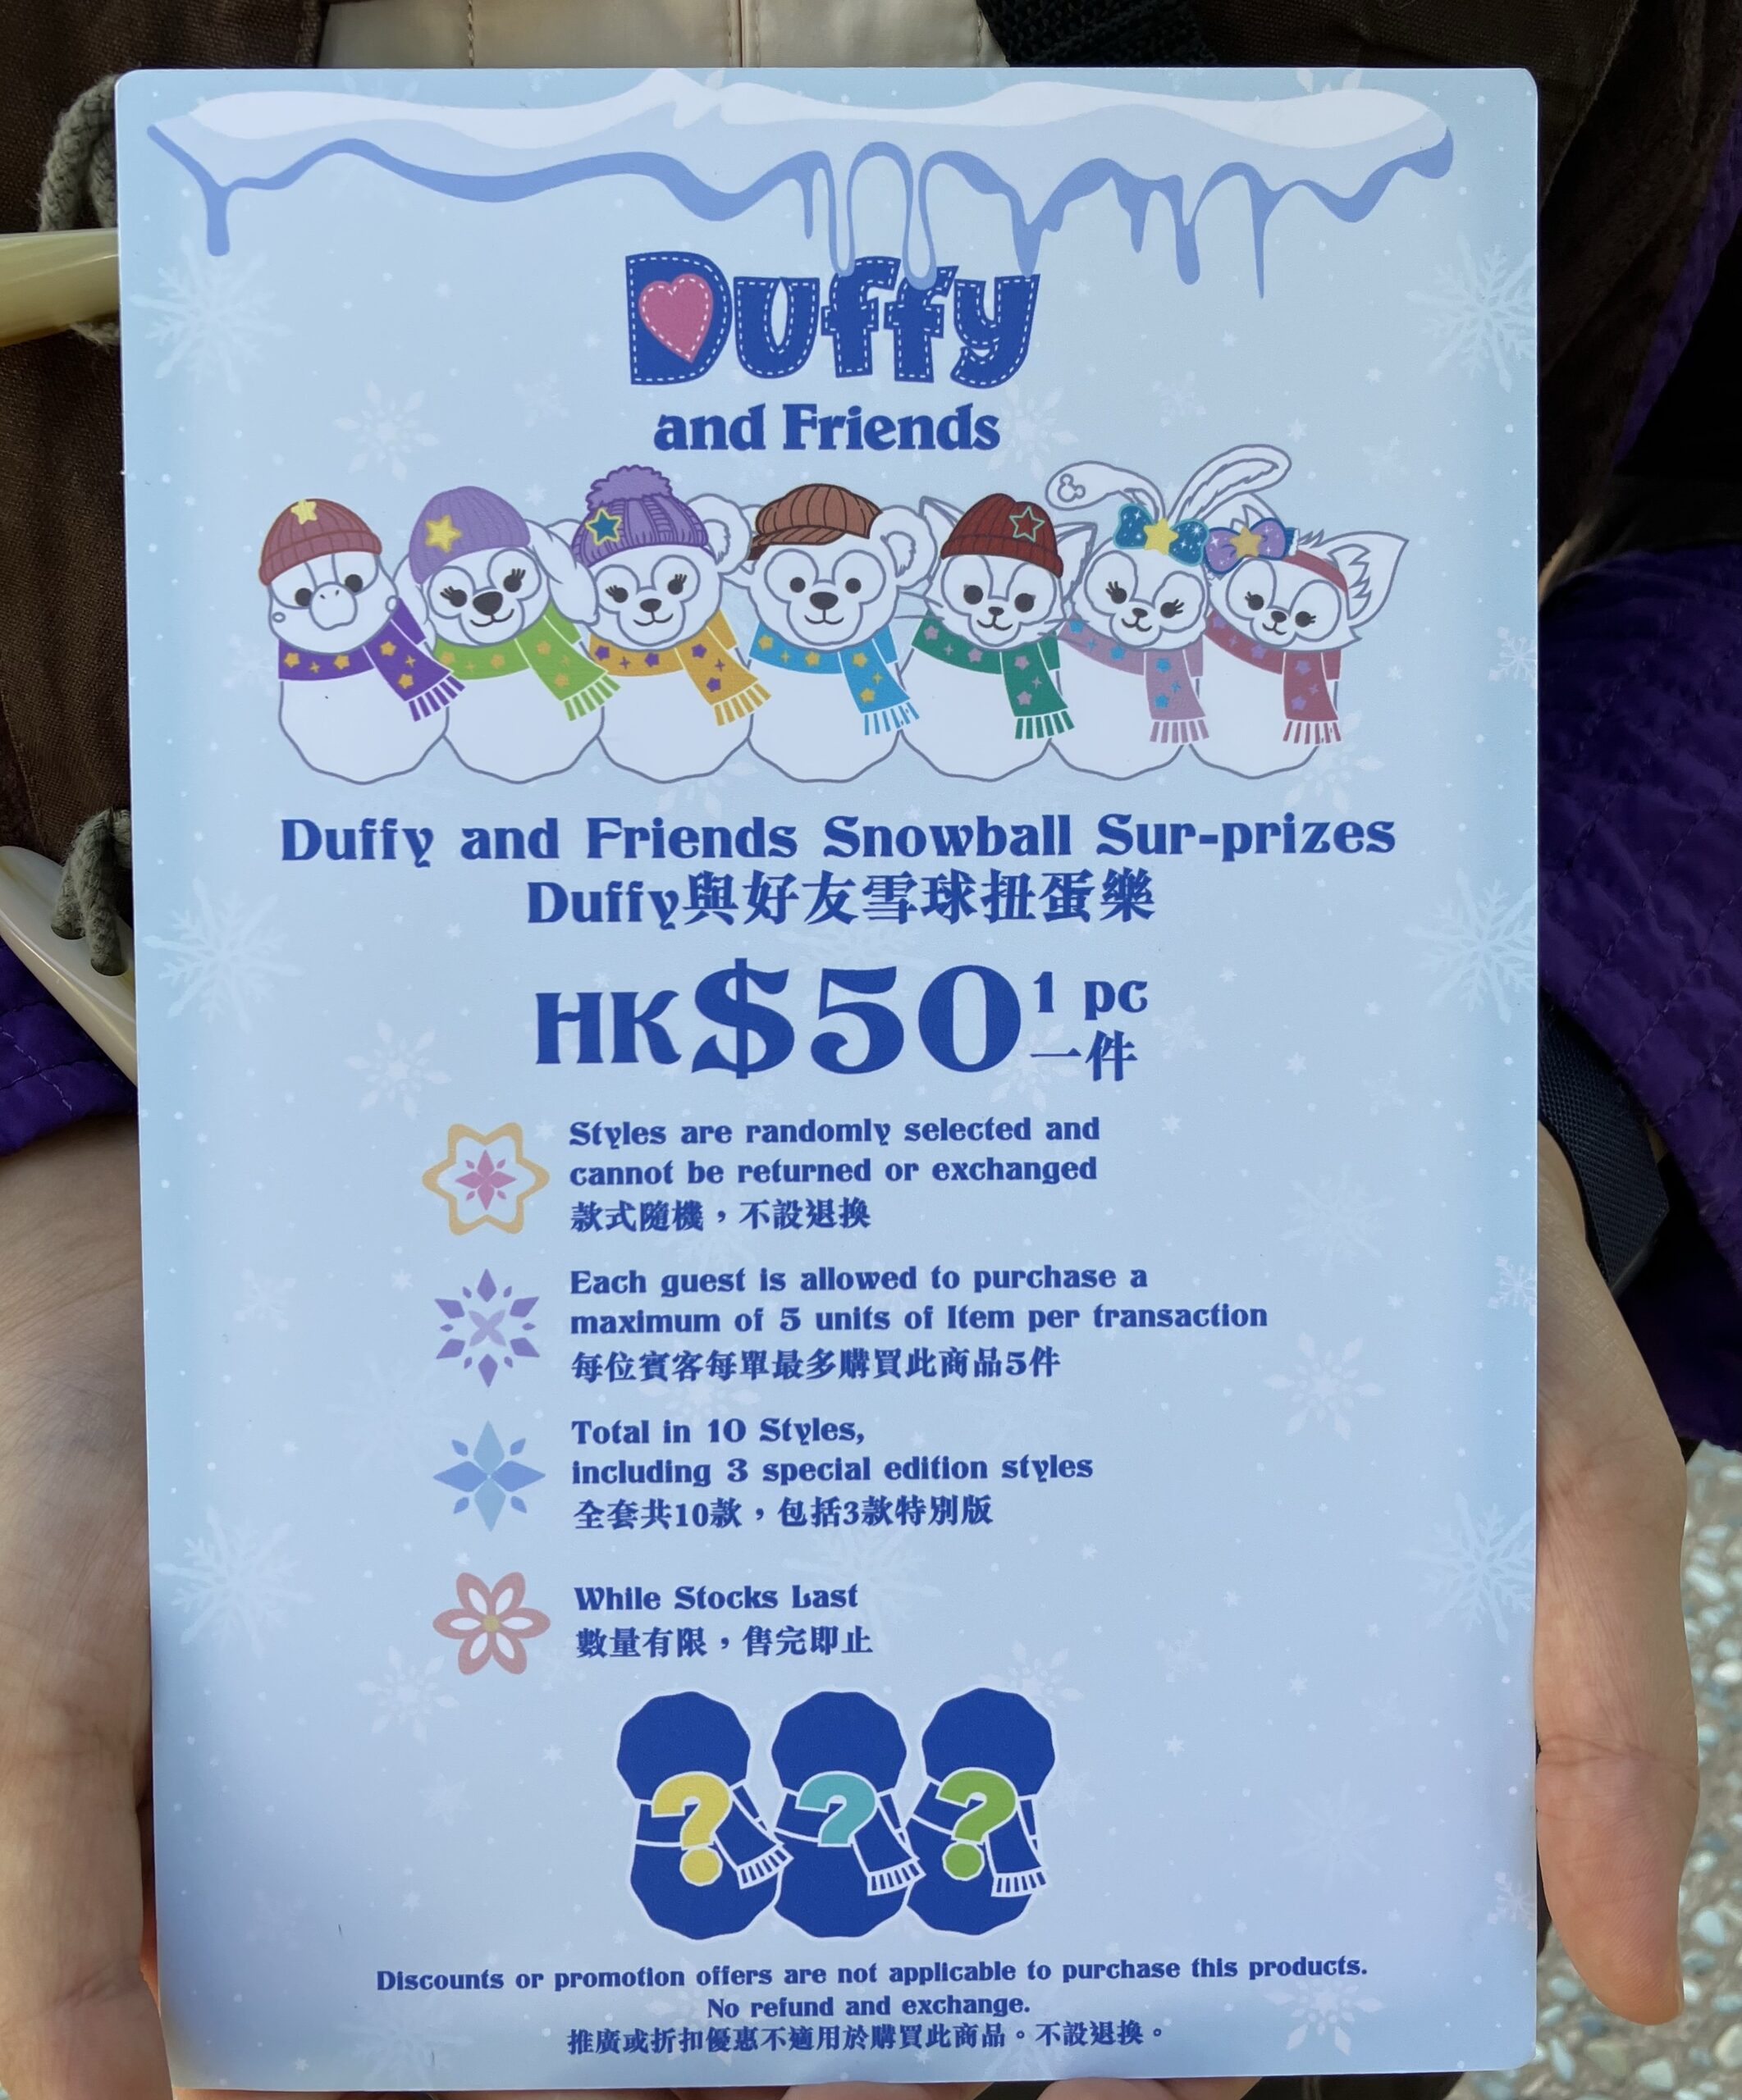 Duffy
and Friends
Duffy and Friends Snowball Sur-prizes
Duffy與好友雪球扭蛋樂
HK$50 1 pc
一件
Styles are randomly selected and
cannot be returned or exchanged
款式隨機，不設退換
Each guest is allowed to purchase a
maximum of 5 units of Item per transaction
每位賓客每單最多購買此商品5件
Total in 10 Styles,
including 3 special edition styles
全套共10款，包括3款特別版
While Stocks Last
數量有限，售完即止
? ? ?
Discounts or promotion offers are not applicable to purchase this products.
No refund and exchange.
推廣或折扣優惠不適用於購買此商品。不設退換。